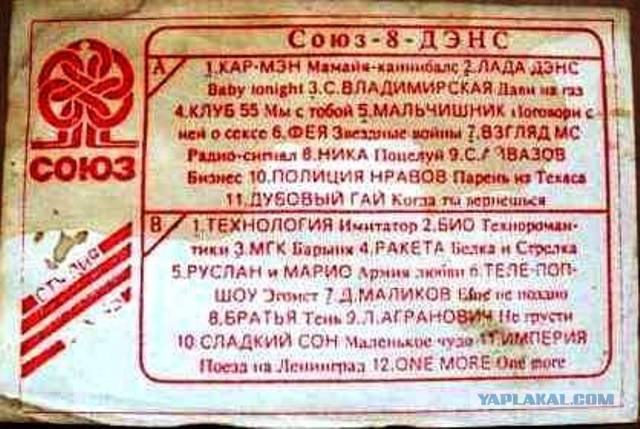 Союз-8-ДЭНС
СОЮЗ
A
1.КАР-МЭН Мамайя-каннибалс 2.ЛАДА ДЭНС
Baby tonight 3.С.ВЛАДИМИРСКАЯ Дави на газ
4.КЛУБ 55 Мы с тобой 5.МАЛЬЧИШНИК Поговори с
ней о сексе 6.ФЕЯ Звездные войны 7.ВЗГЛЯД МС
Радио-сигнал 8.НИКА Поцелуй 9.С.
Бизнес 10.ПОЛИЦИЯ НРАВОВ Парень из Техаса
11.ДУБОВЫЙ ГАЙ Когда ты вернешься
B
1.ТЕХНОЛОГИЯ Имитатор 2.БИО Технороман-
тики 3.МГК Барыня 4.РАКЕТА Белка и Стрелка
5.РУСЛАН и МАРИО Армия любви 6.ТЕЛЕ-ПОП-
ШОУ Эгоист 7.Д.МАЛИКОВ Еще не поздно
8.БРАТЬЯ Тень 9.Л.АГРАНОВИЧ Не грусти
10.СЛАДКИЙ СОН Маленькое чудо 11.ИМПЕРИЯ
Поезд на Ленинград 12.ONE MORE One more
YAPLAKAL.COM